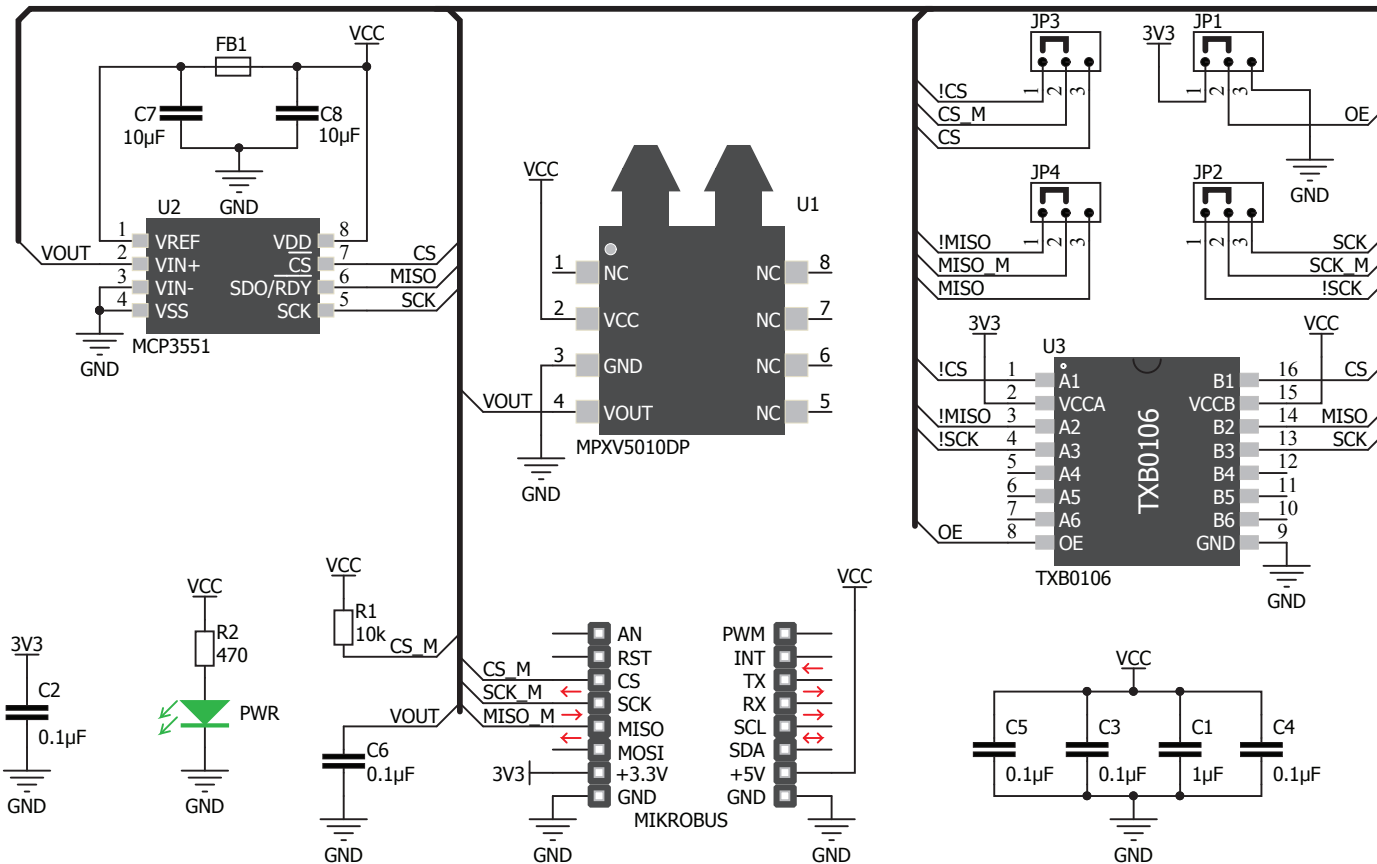 VCC
FB1
C7
10µF
C8
10µF
GND
U2
1 VREF VDD 8
VOUT 2 VIN+ CS 7 CS
3 VIN- SDO/RDY 6 MISO
4 VSS SCK 5 SCK
MCP3551
GND
VCC
U1
1 NC NC 8
2 VCC NC 7
3 GND NC 6
VOUT 4 VOUT NC 5
MPXV5010DP
GND
JP3
1 2 3
!CS
CS_M
CS
JP1
3V3
1 2 3
OE
GND
JP4
1 2 3
!MISO
MISO_M
MISO
JP2
1 2 3
SCK
SCK_M
!SCK
3V3
VCC
U3
!CS 1 A1 B1 16 CS
2 VCCA VCCB 15
!MISO 3 A2 B2 14 MISO
!SCK 4 A3 B3 13 SCK
5 A4 B4 12
6 A5 B5 11
7 A6 B6 10
OE 8 OE GND 9
TXB0106
TXB0106
GND
3V3
C2
0.1µF
GND
VCC
R2
470
PWR
GND
VCC
R1
10k
CS_M
VOUT
C6
0.1µF
GND
VCC
AN PWM
RST INT
CS_M CS TX
SCK_M SCK RX
MISO_M MISO SCL
MOSI SDA
3V3 +3.3V +5V
GND GND
MIKROBUS
GND
GND
VCC
C5
0.1µF
C3
0.1µF
C1
1µF
C4
0.1µF
GND